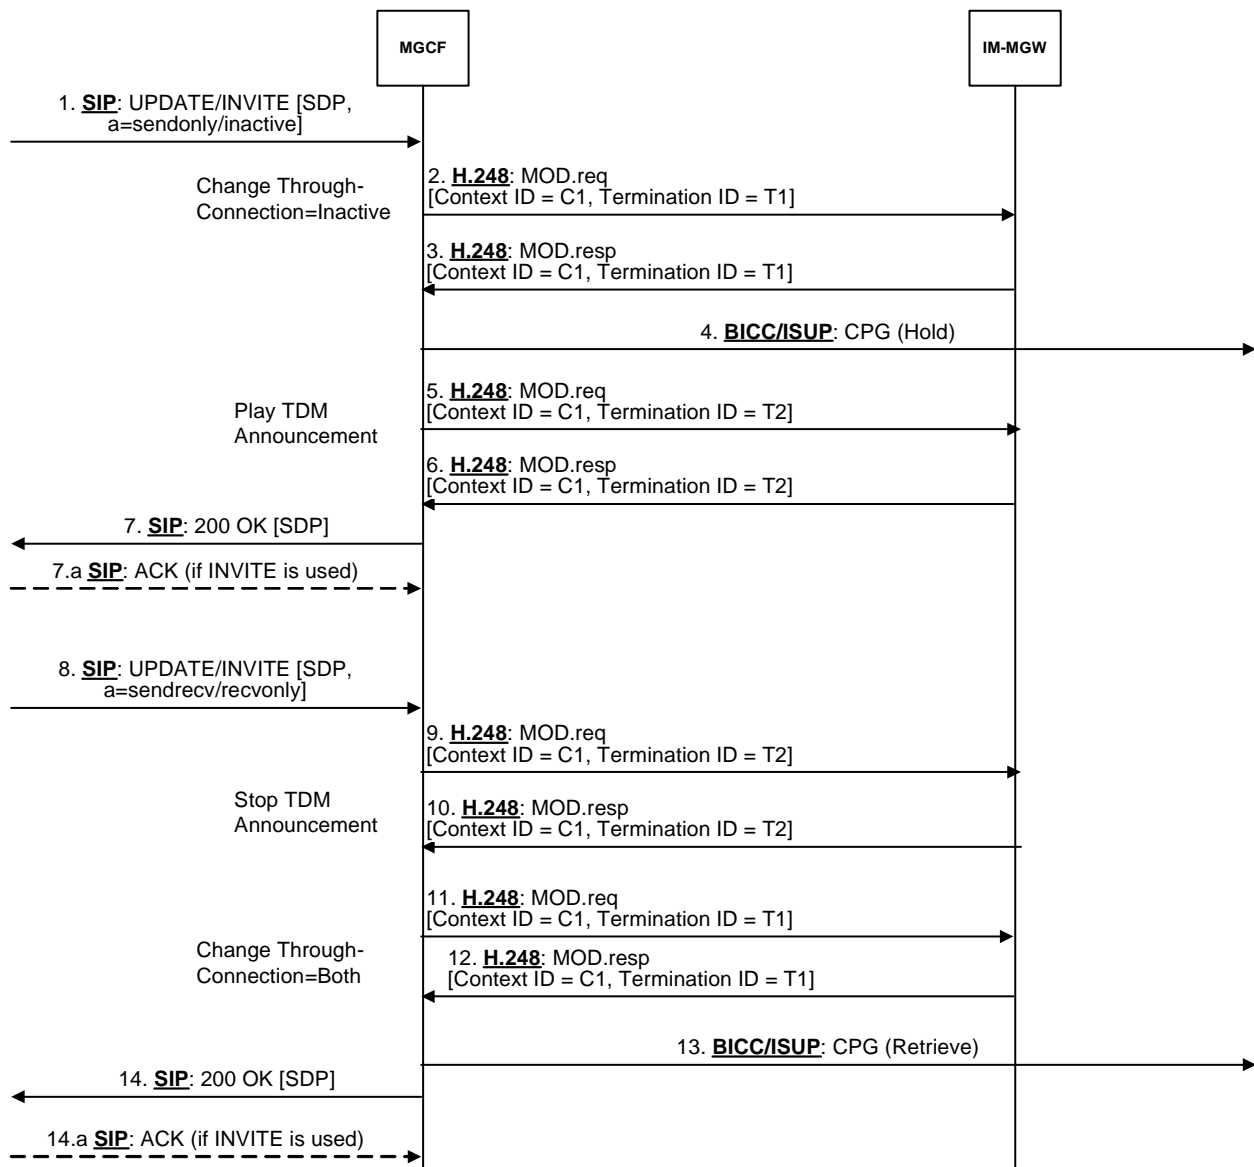 MGCF
IM-MGW
1. SIP: UPDATE/INVITE [SDP,
a=sendonly/inactive]
Change Through-
Connection=Inactive
2. H.248: MOD.req
[Context ID = C1, Termination ID = T1]
3. H.248: MOD.resp
[Context ID = C1, Termination ID = T1]
4. BICC/ISUP: CPG (Hold)
Play TDM
Announcement
5. H.248: MOD.req
[Context ID = C1, Termination ID = T2]
6. H.248: MOD.resp
[Context ID = C1, Termination ID = T2]
7. SIP: 200 OK [SDP]
7.a SIP: ACK (if INVITE is used)
8. SIP: UPDATE/INVITE [SDP,
a=sendrecv/recvonly]
9. H.248: MOD.req
[Context ID = C1, Termination ID = T2]
Stop TDM
Announcement
10. H.248: MOD.resp
[Context ID = C1, Termination ID = T2]
11. H.248: MOD.req
[Context ID = C1, Termination ID = T1]
Change Through-
Connection=Both
12. H.248: MOD.resp
[Context ID = C1, Termination ID = T1]
13. BICC/ISUP: CPG (Retrieve)
14. SIP: 200 OK [SDP]
14.a SIP: ACK (if INVITE is used)